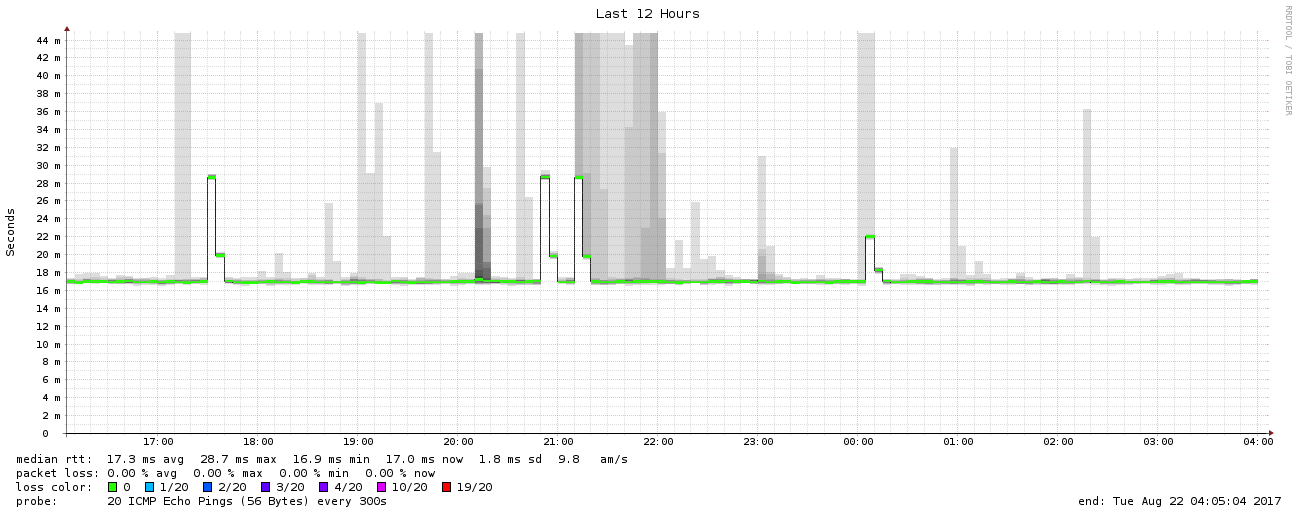 Last 12 Hours
RRDTOOL / TOBI OETIKER
Seconds
44 m
42 m
40 m
38 m
36 m
34 m
32 m
30 m
28 m
26 m
24 m
22 m
20 m
18 m
16 m
14 m
12 m
10 m
8 m
6 m
4 m
2 m
0
17:00 18:00 19:00 20:00 21:00 22:00 23:00 00:00 01:00 02:00 03:00 04:00
median rtt: 17.3 ms avg 28.7 ms max 16.9 ms min 17.0 ms now 1.8 ms sd 9.8 am/s
packet loss: 0.00 % avg 0.00 % max 0.00 % min 0.00 % now
loss color: 0 1/20 2/20 3/20 4/20 10/20 19/20
probe: 20 ICMP Echo Pings (56 Bytes) every 300s end: Tue Aug 22 04:05:04 2017